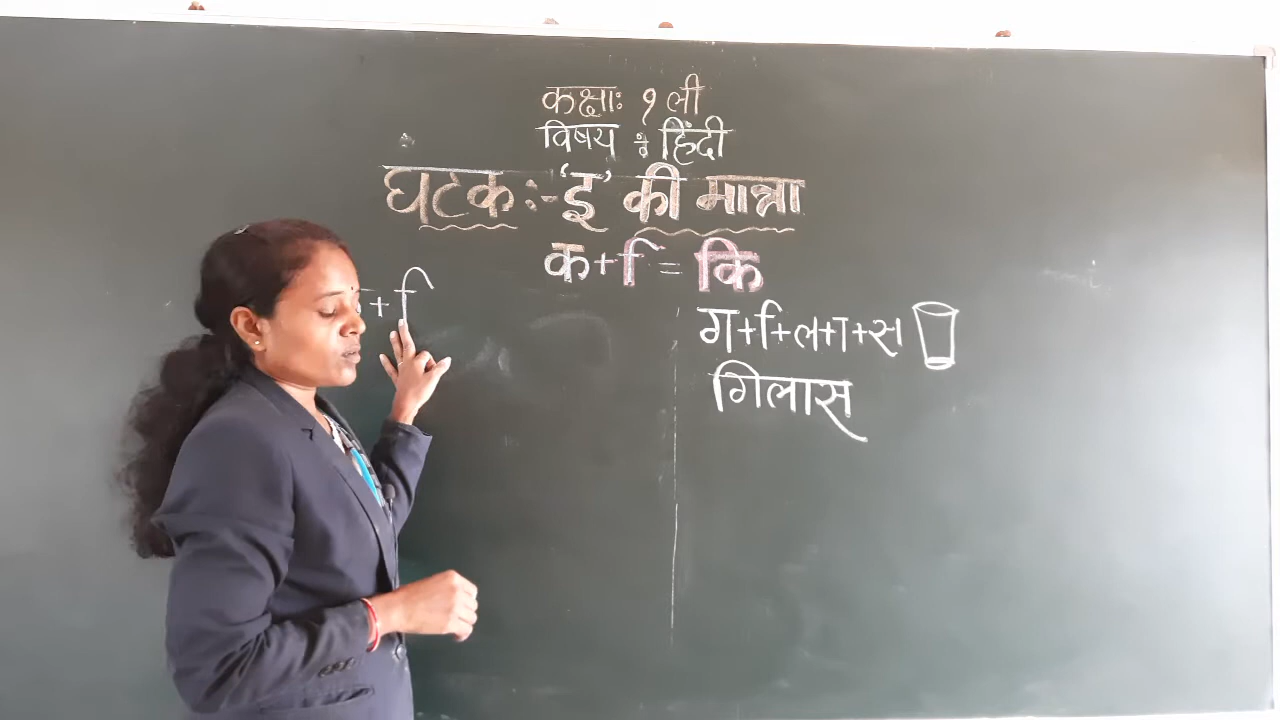 कक्षाः १ ली
विषय : हिंदी
घटक :- 'इ' की मात्रा
क + ि = कि
+ ि
ग + ि + ल + ा + स
गिलास